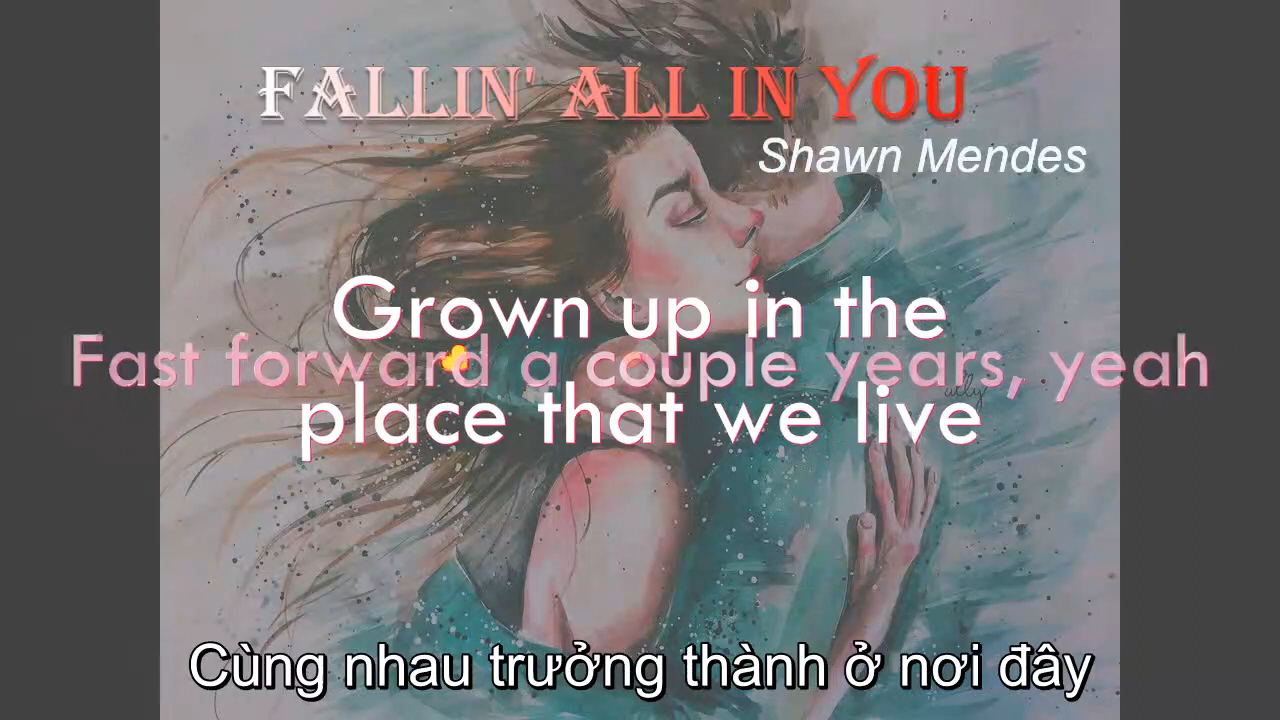 FALLIN' ALL IN YOU
Shawn Mendes
Grown up in the
Fast forward a couple years, yeah
place that we live
Cùng nhau trưởng thành ở nơi đây